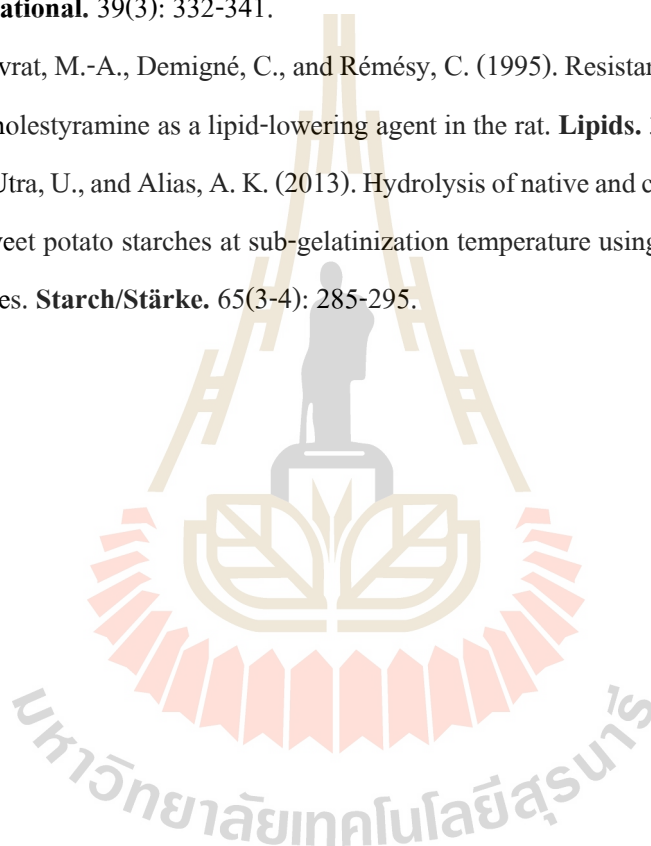 ational. 39(3): 332-341.
vrat, M.-A., Demigné, C., and Rémésy, C. (1995). Resistar
holestyramine as a lipid-lowering agent in the rat. Lipids.
Utra, U., and Alias, A. K. (2013). Hydrolysis of native and c
veet potato starches at sub-gelatinization temperature using
es. Starch/Stärke. 65(3-4): 285-295.
มหาวิทยาลัยเทคโนโลยีสุรนารี